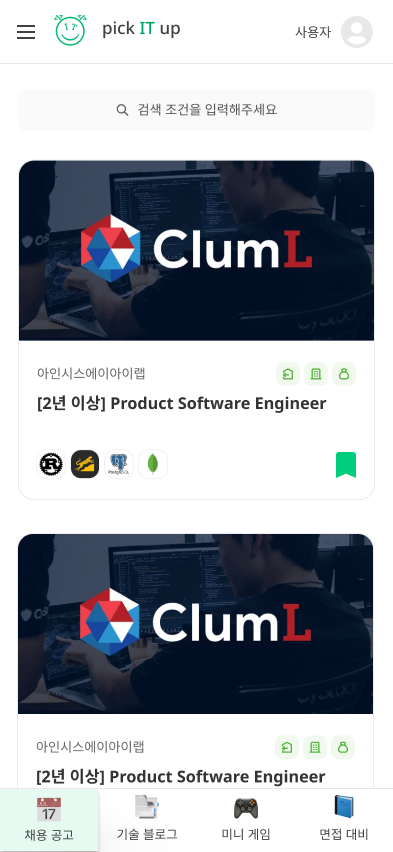 pick IT up
사용자
검색 조건을 입력해주세요
ClumL
아인시스에이아이랩
[2년 이상] Product Software Engineer
R
PostgreSQL
ClumL
아인시스에이아이랩
[2년 이상] Product Software Engineer
17
채용 공고
기술 블로그
미니 게임
면접 대비